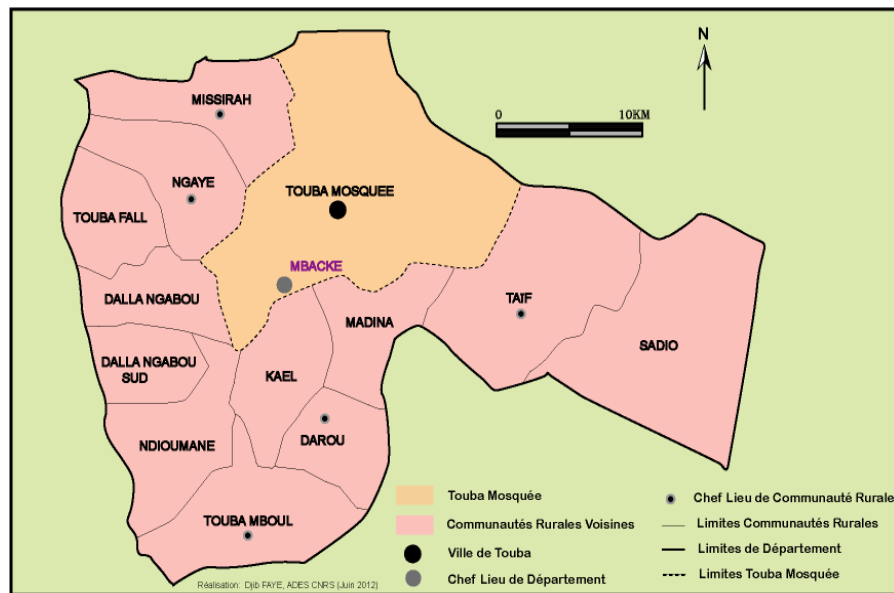 N
0 10KM
MISSIRAH
NGAYE
TOUBA MOSQUEE
TOUBA FALL
MBACKE
DALLA NGABOU
TAÏF
MADINA
SADIO
DALLA NGABOU
SUD
KAEL
NDIOUMANE
DAROU
TOUBA MBOUL
Touba Mosquée
Communautés Rurales Voisines
Ville de Touba
Chef Lieu de Département
Chef Lieu de Communauté Rurale
Limites Communautés Rurales
Limites de Département
Limites Touba Mosquée
Réalisation: Djib FAYE, ADES CNRS (Juin 2012)